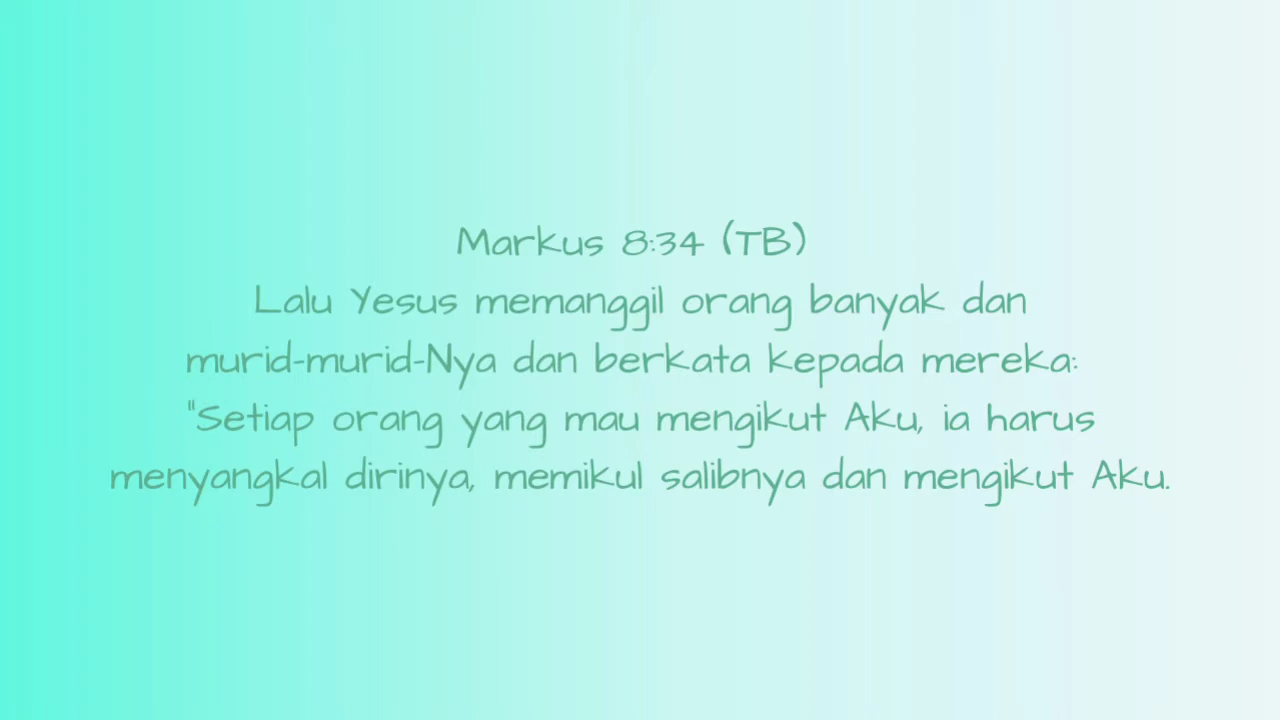 Markus 8:34 (TB)
Lalu Yesus memanggil orang banyak dan
murid-murid-Nya dan berkata kepada mereka:
"Setiap orang yang mau mengikut Aku, ia harus
menyangkal dirinya, memikul salibnya dan mengikut Aku.